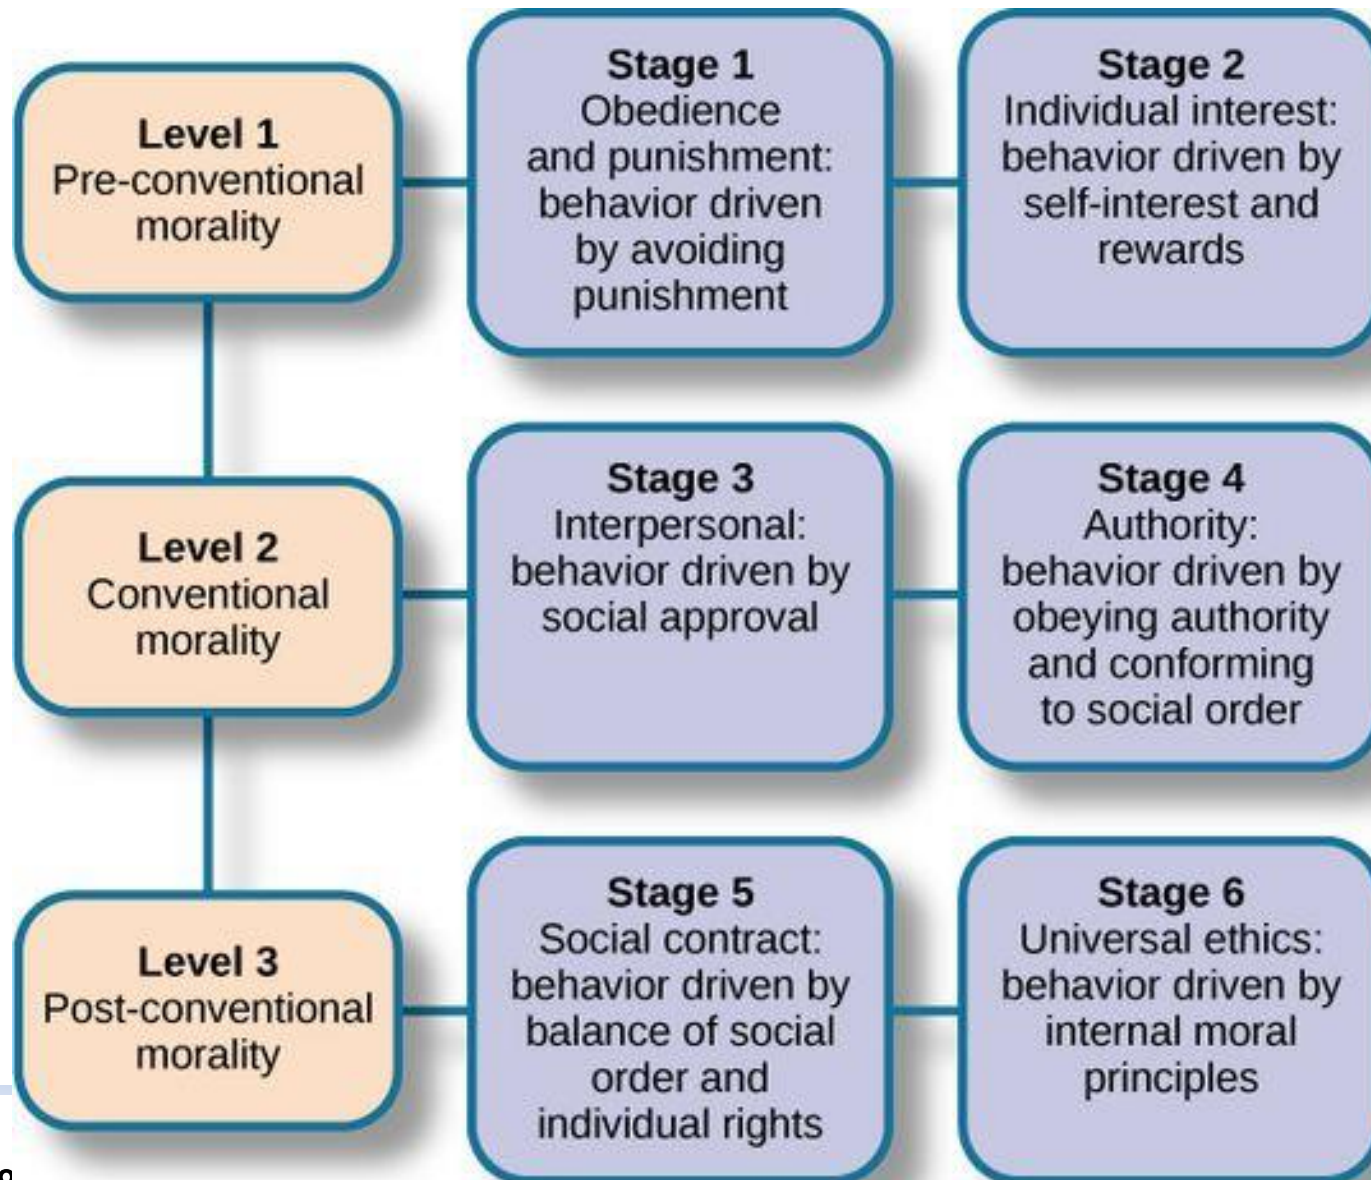 Level 1
Pre-conventional
morality
Stage 1
Obedience
and punishment:
behavior driven
by avoiding
punishment
Stage 2
Individual interest:
behavior driven by
self-interest and
rewards
Level 2
Conventional
morality
Stage 3
Interpersonal:
behavior driven by
social approval
Stage 4
Authority:
behavior driven by
obeying authority
and conforming
to social order
Level 3
Post-conventional
morality
Stage 5
Social contract:
behavior driven by
balance of social
order and
individual rights
Stage 6
Universal ethics:
behavior driven by
internal moral
principles